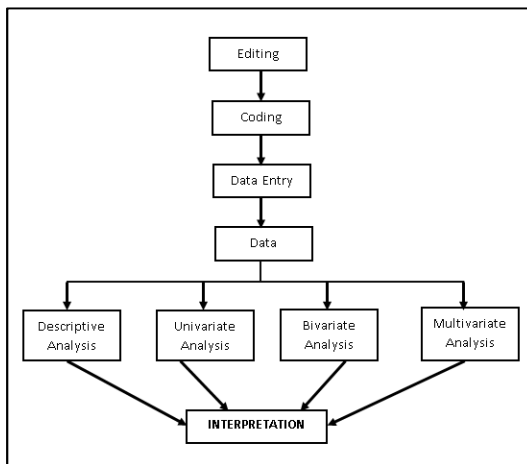 Editing
Coding
Data Entry
Data
Descriptive
Analysis
Univariate
Analysis
Bivariate
Analysis
Multivariate
Analysis
INTERPRETATION